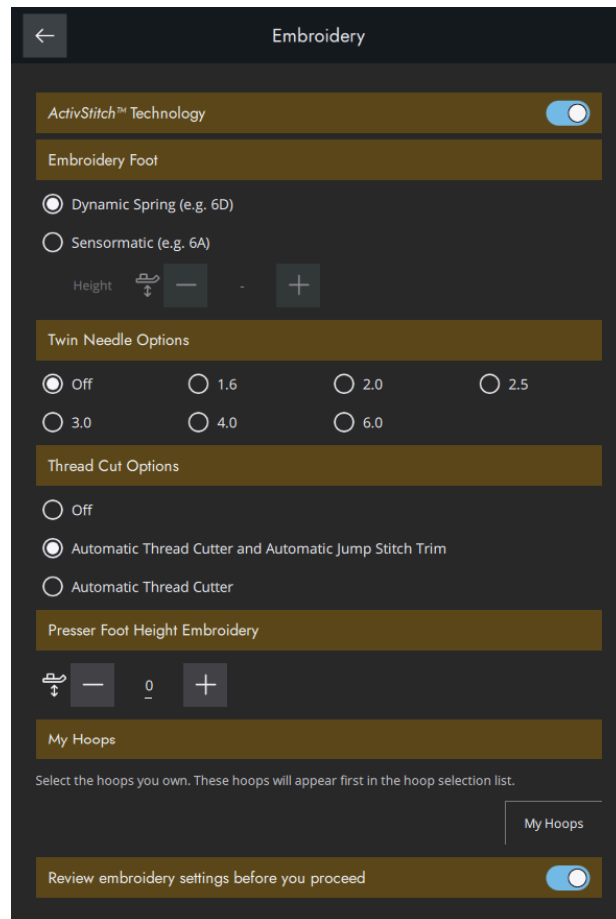 Embroidery
ActivStitch™ Technology
Embroidery Foot
Dynamic Spring (e.g. 6D)
Sensormatic (e.g. 6A)
Height - 
Twin Needle Options
Off 1.6 2.0 2.5
3.0 4.0 6.0
Thread Cut Options
Off
Automatic Thread Cutter and Automatic Jump Stitch Trim
Automatic Thread Cutter
Presser Foot Height Embroidery
0
My Hoops
Select the hoops you own. These hoops will appear first in the hoop selection list.
My Hoops
Review embroidery settings before you proceed